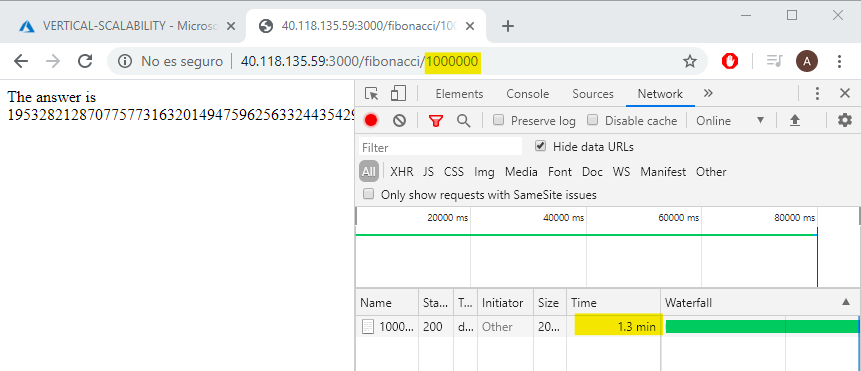 VERTICAL-SCALABILITY - Microso
40.118.135.59:3000/fibonacci/100
No es seguro | 40.118.135.59:3000/fibonacci/1000000
A
The answer is
19532821287077577316320149475962563324435429
Elements Console Sources Network »
Preserve log Disable cache Online
Filter Hide data URLs
All XHR JS CSS Img Media Font Doc WS Manifest Other
Only show requests with SameSite issues
20000 ms 40000 ms 60000 ms 80000 ms
Name Sta... T... Initiator Size Time Waterfall
1000... 200 d... Other 20... 1.3 min